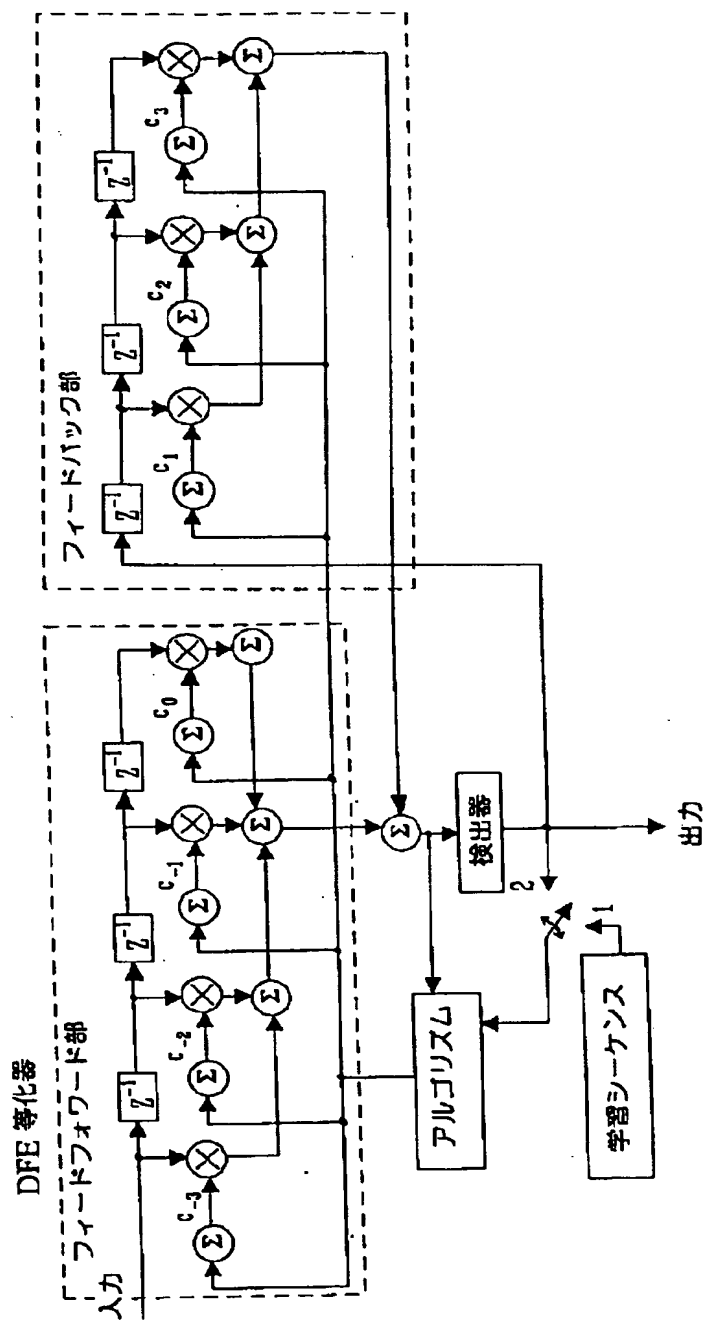 DFE 等化器
フィードフォワード部
入力
Z⁻¹
Z⁻¹
Z⁻¹
C₋₃
C₋₂
C₋₁
C₀
Σ
Σ
Σ
Σ
Σ
Σ
Σ
フィードバック部
Z⁻¹
Z⁻¹
Z⁻¹
C₁
C₂
C₃
Σ
Σ
Σ
Σ
Σ
Σ
アルゴリズム
検出器
2
1
学習シーケンス
出力